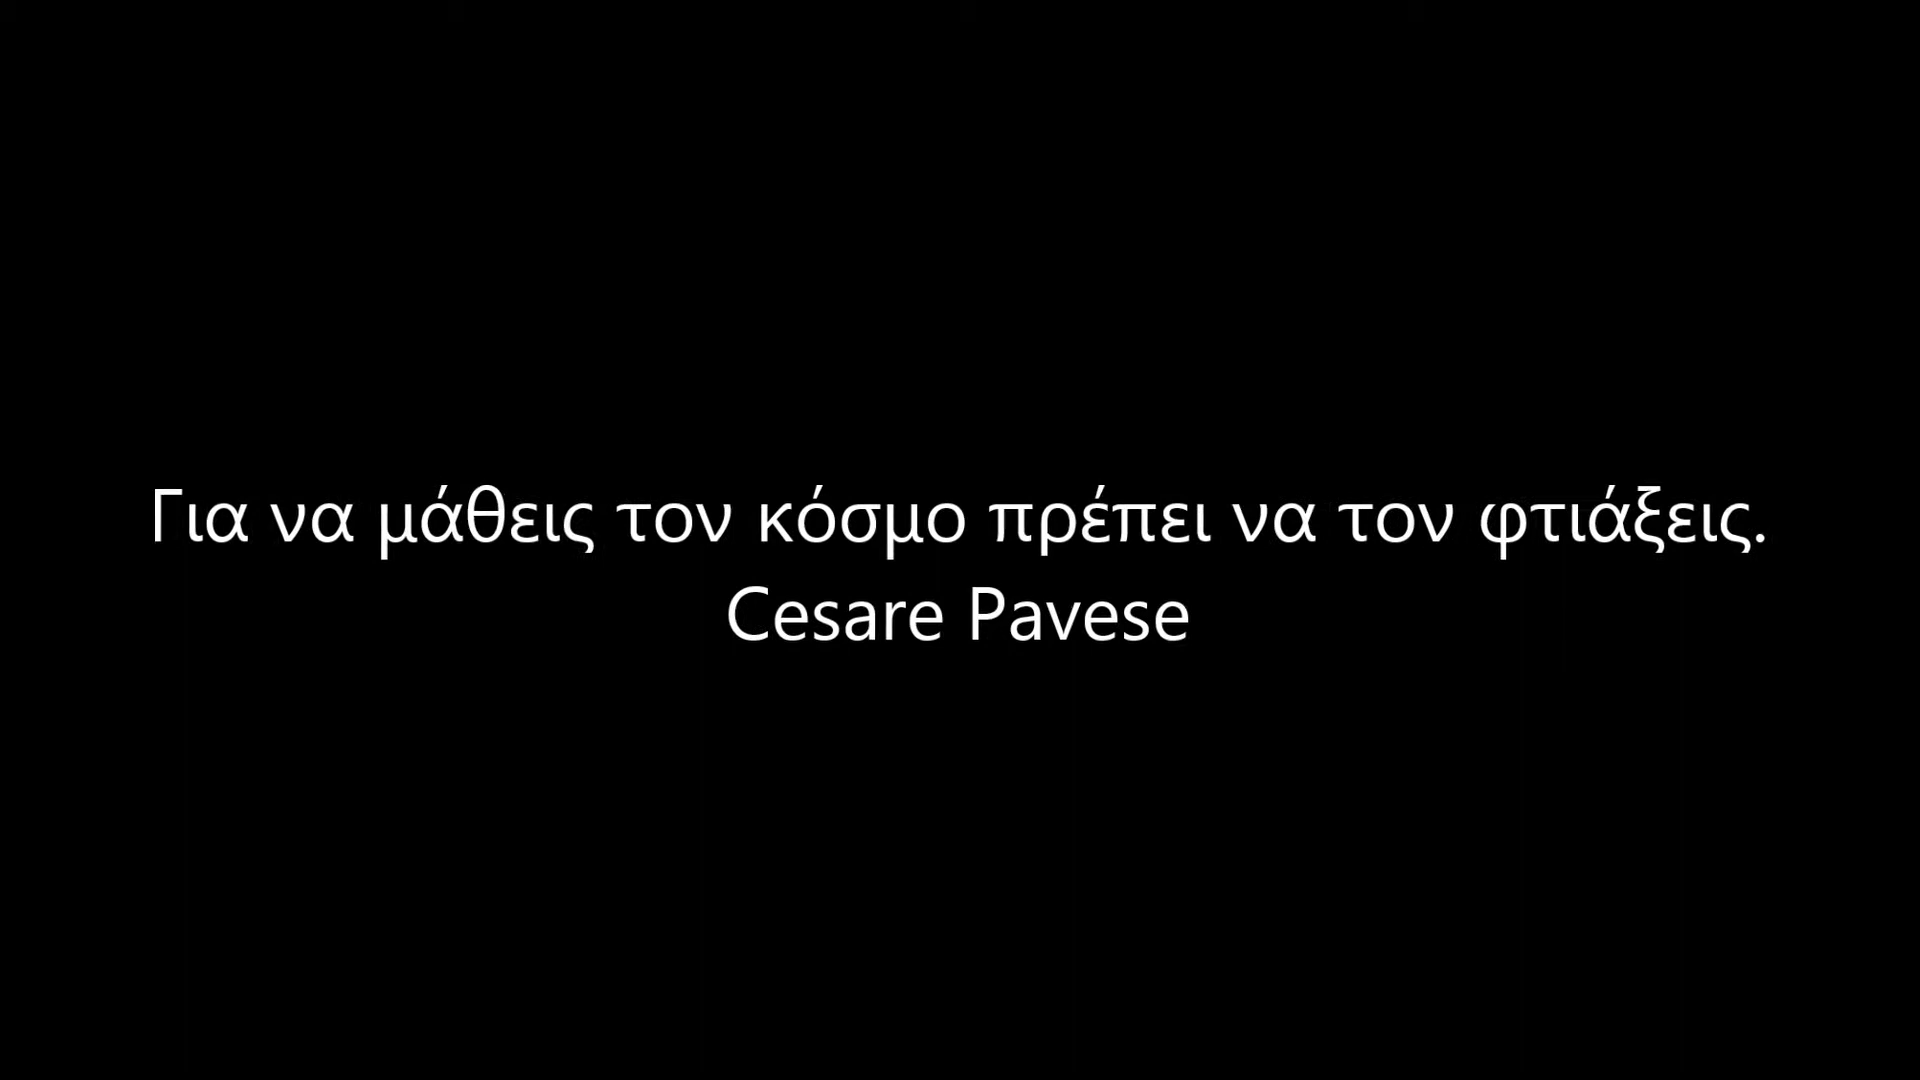 Για να μάθεις τον κόσμο πρέπει να τον φτιάξεις.
Cesare Pavese